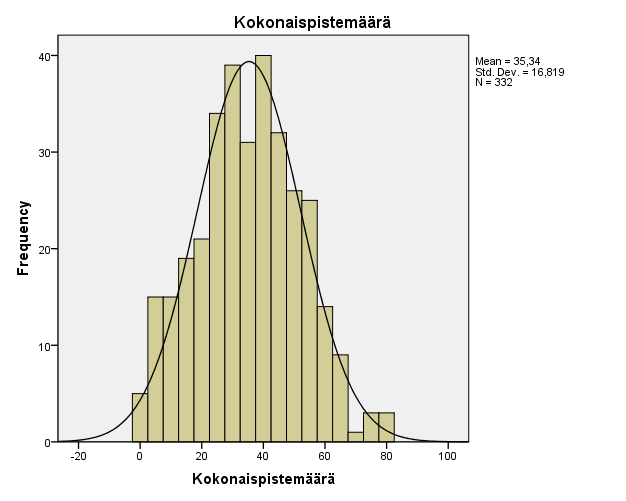 Kokonaispistemäärä
Mean = 35,34
Std. Dev. = 16,819
N = 332
Frequency
40
30
20
10
0
-20 0 20 40 60 80 100
Kokonaispistemäärä